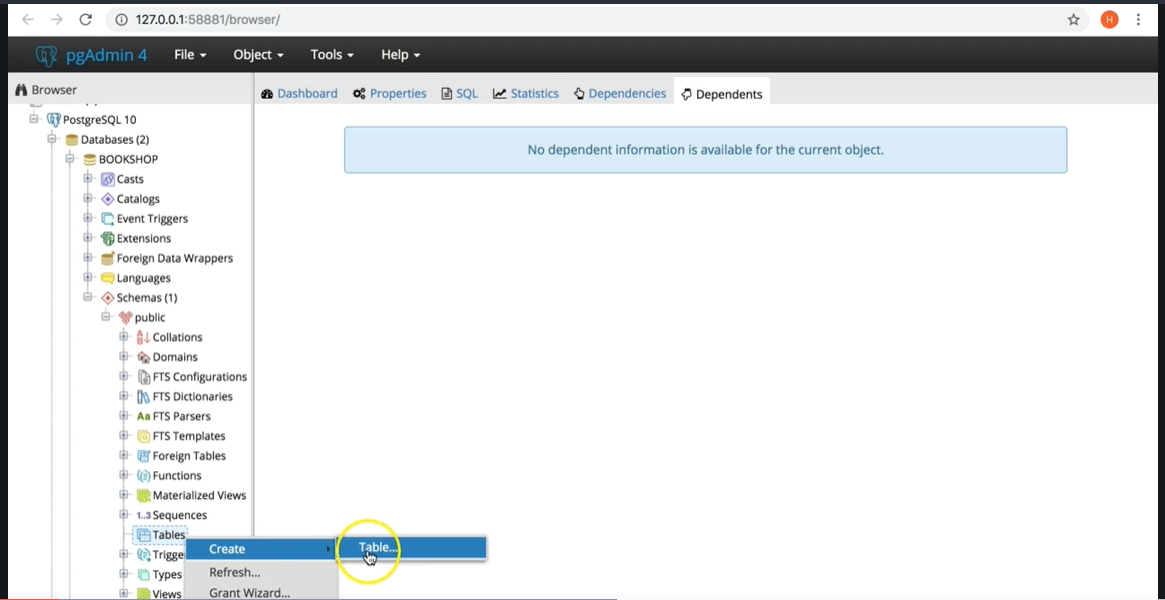 127.0.0.1:58881/browser/
H
pgAdmin 4
File
Object
Tools
Help
Browser
Dashboard
Properties
SQL
Statistics
Dependencies
Dependents
No dependent information is available for the current object.
PostgreSQL 10
Databases (2)
BOOKSHOP
Casts
Catalogs
Event Triggers
Extensions
Foreign Data Wrappers
Languages
Schemas (1)
public
Collations
Domains
FTS Configurations
FTS Dictionaries
Aa FTS Parsers
FTS Templates
Foreign Tables
Functions
Materialized Views
1..3 Sequences
Tables
Trigge
Types
Views
Create
Refresh...
Grant Wizard...
Table...